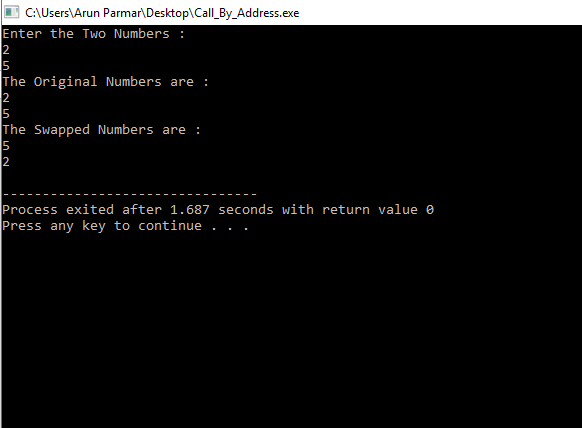 C:\Users\Arun Parmar\Desktop\Call_By_Address.exe
Enter the Two Numbers :
2
5
The Original Numbers are :
2
5
The Swapped Numbers are :
5
2
--------------------------------
Process exited after 1.687 seconds with return value 0
Press any key to continue . . .